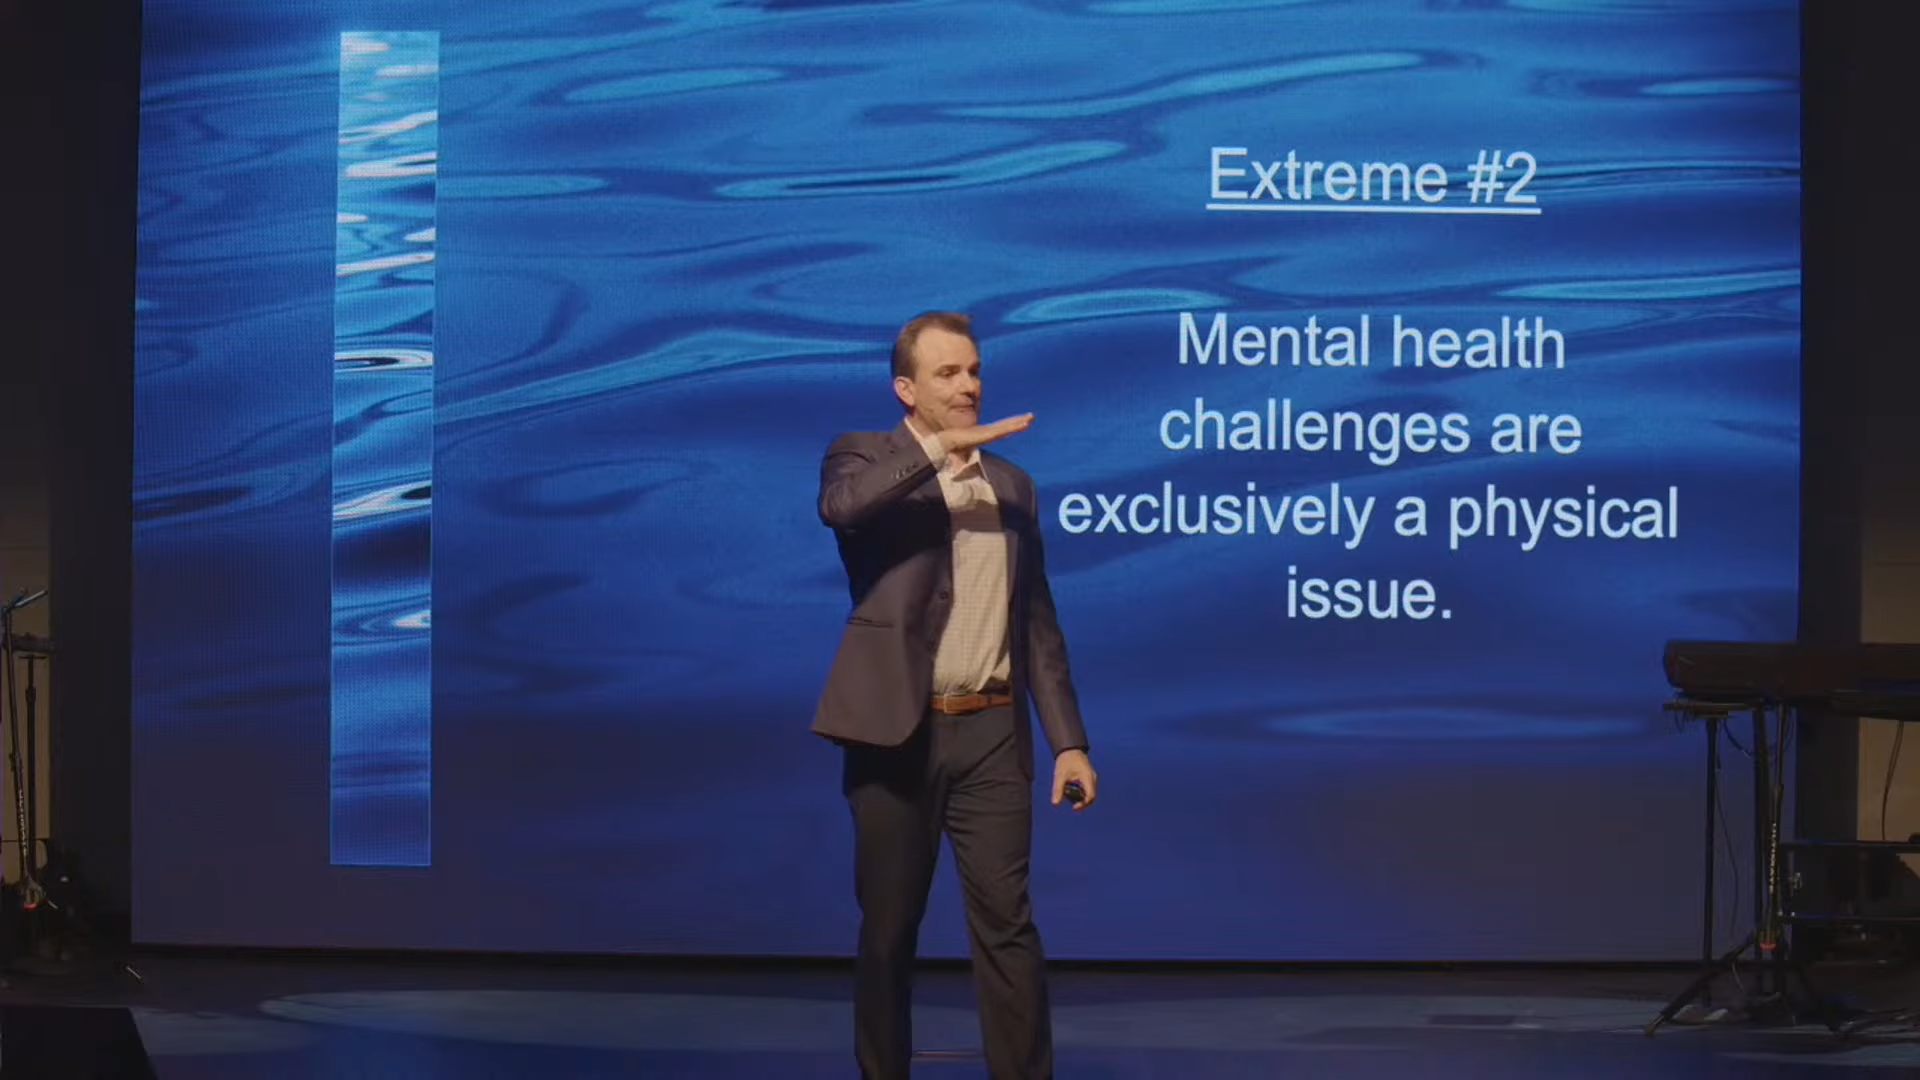 Extreme #2
Mental health
challenges are
exclusively a physical
issue.